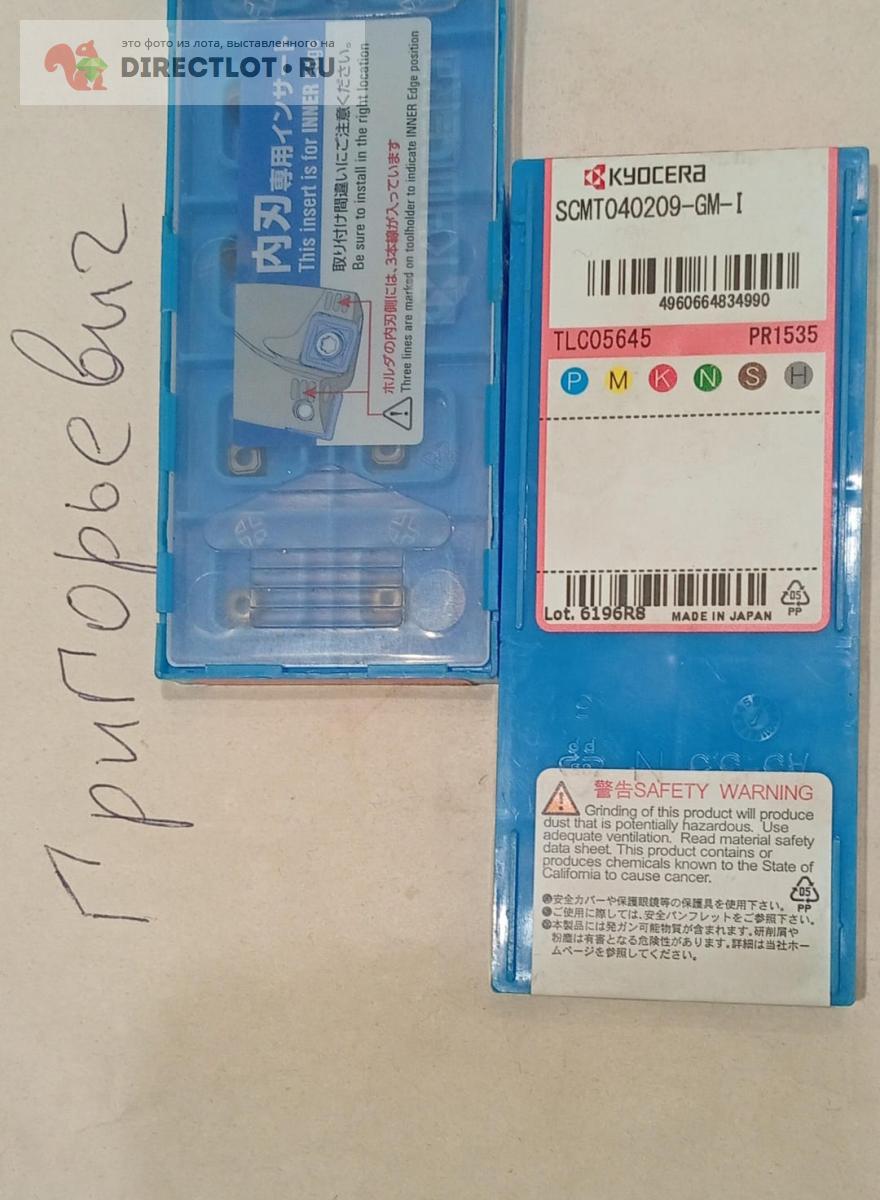 это фото из лота, выставленного на
DIRECTLOT.RU
Григорьевич
内刃専用インサート
This insert is for INNER Edge
取り付け間違いにご注意ください。
Be sure to install in the right location
ホルダの内刃側には、3本線が入っています
Three lines are marked on toolholder to indicate INNER Edge position
KYOCERA
SCMT040209-GM-I
4960664834990
TLC05645 PR1535
P M K N S H
Lot. 6196R8 MADE IN JAPAN
05
PP
警告SAFETY WARNING
Grinding of this product will produce
dust that is potentially hazardous. Use
adequate ventilation. Read material safety
data sheet. This product contains or
produces chemicals known to the State of
California to cause cancer.
05
PP
●安全カバーや保護眼鏡等の保護具を使用下さい。
●ご使用に際しては、安全パンフレットをご参照下さい。
●本製品には発ガン可能物質が含まれます。研削屑や
粉塵は有害となる危険性があります。詳細は当社ホー
ムページを参照してください。